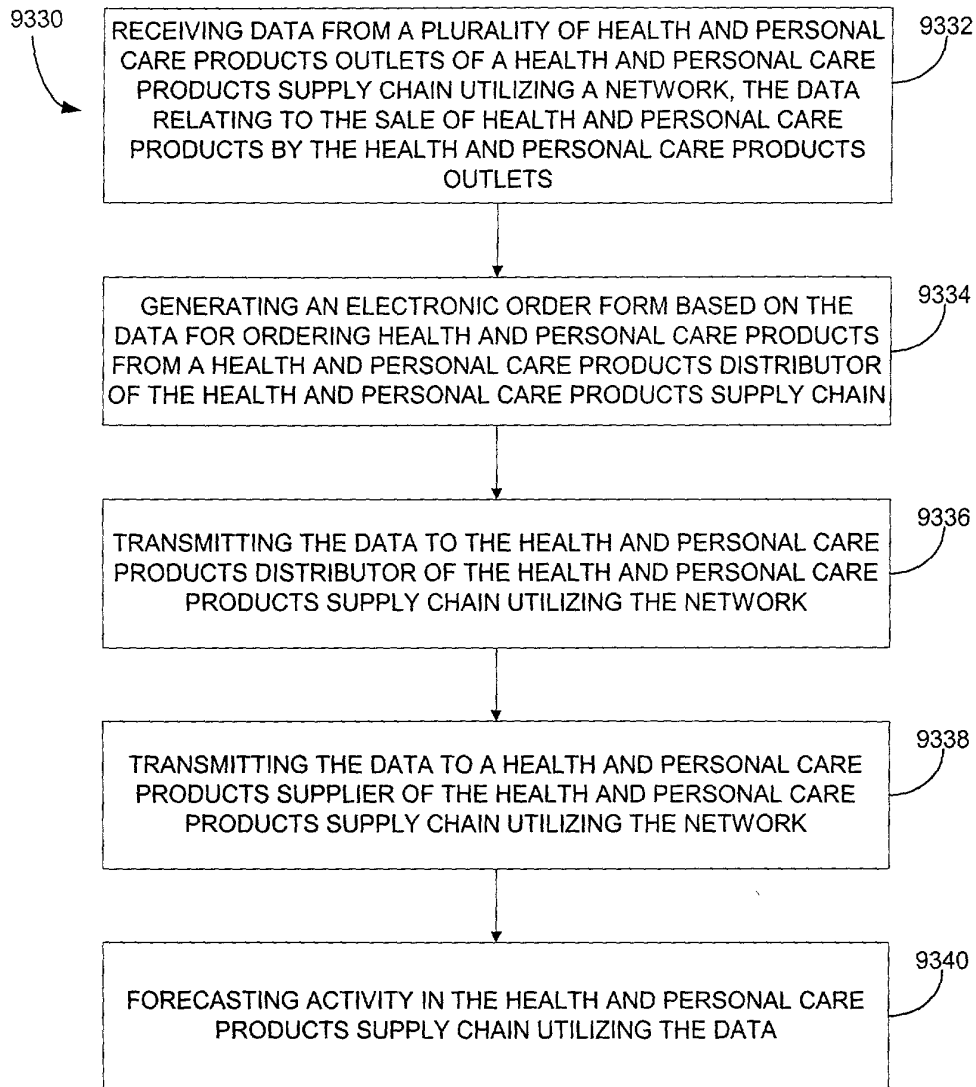 9330
RECEIVING DATA FROM A PLURALITY OF HEALTH AND PERSONAL
CARE PRODUCTS OUTLETS OF A HEALTH AND PERSONAL CARE
PRODUCTS SUPPLY CHAIN UTILIZING A NETWORK, THE DATA
RELATING TO THE SALE OF HEALTH AND PERSONAL CARE
PRODUCTS BY THE HEALTH AND PERSONAL CARE PRODUCTS
OUTLETS
9332
GENERATING AN ELECTRONIC ORDER FORM BASED ON THE
DATA FOR ORDERING HEALTH AND PERSONAL CARE PRODUCTS
FROM A HEALTH AND PERSONAL CARE PRODUCTS DISTRIBUTOR
OF THE HEALTH AND PERSONAL CARE PRODUCTS SUPPLY CHAIN
9334
TRANSMITTING THE DATA TO THE HEALTH AND PERSONAL CARE
PRODUCTS DISTRIBUTOR OF THE HEALTH AND PERSONAL CARE
PRODUCTS SUPPLY CHAIN UTILIZING THE NETWORK
9336
TRANSMITTING THE DATA TO A HEALTH AND PERSONAL CARE
PRODUCTS SUPPLIER OF THE HEALTH AND PERSONAL CARE
PRODUCTS SUPPLY CHAIN UTILIZING THE NETWORK
9338
FORECASTING ACTIVITY IN THE HEALTH AND PERSONAL CARE
PRODUCTS SUPPLY CHAIN UTILIZING THE DATA
9340